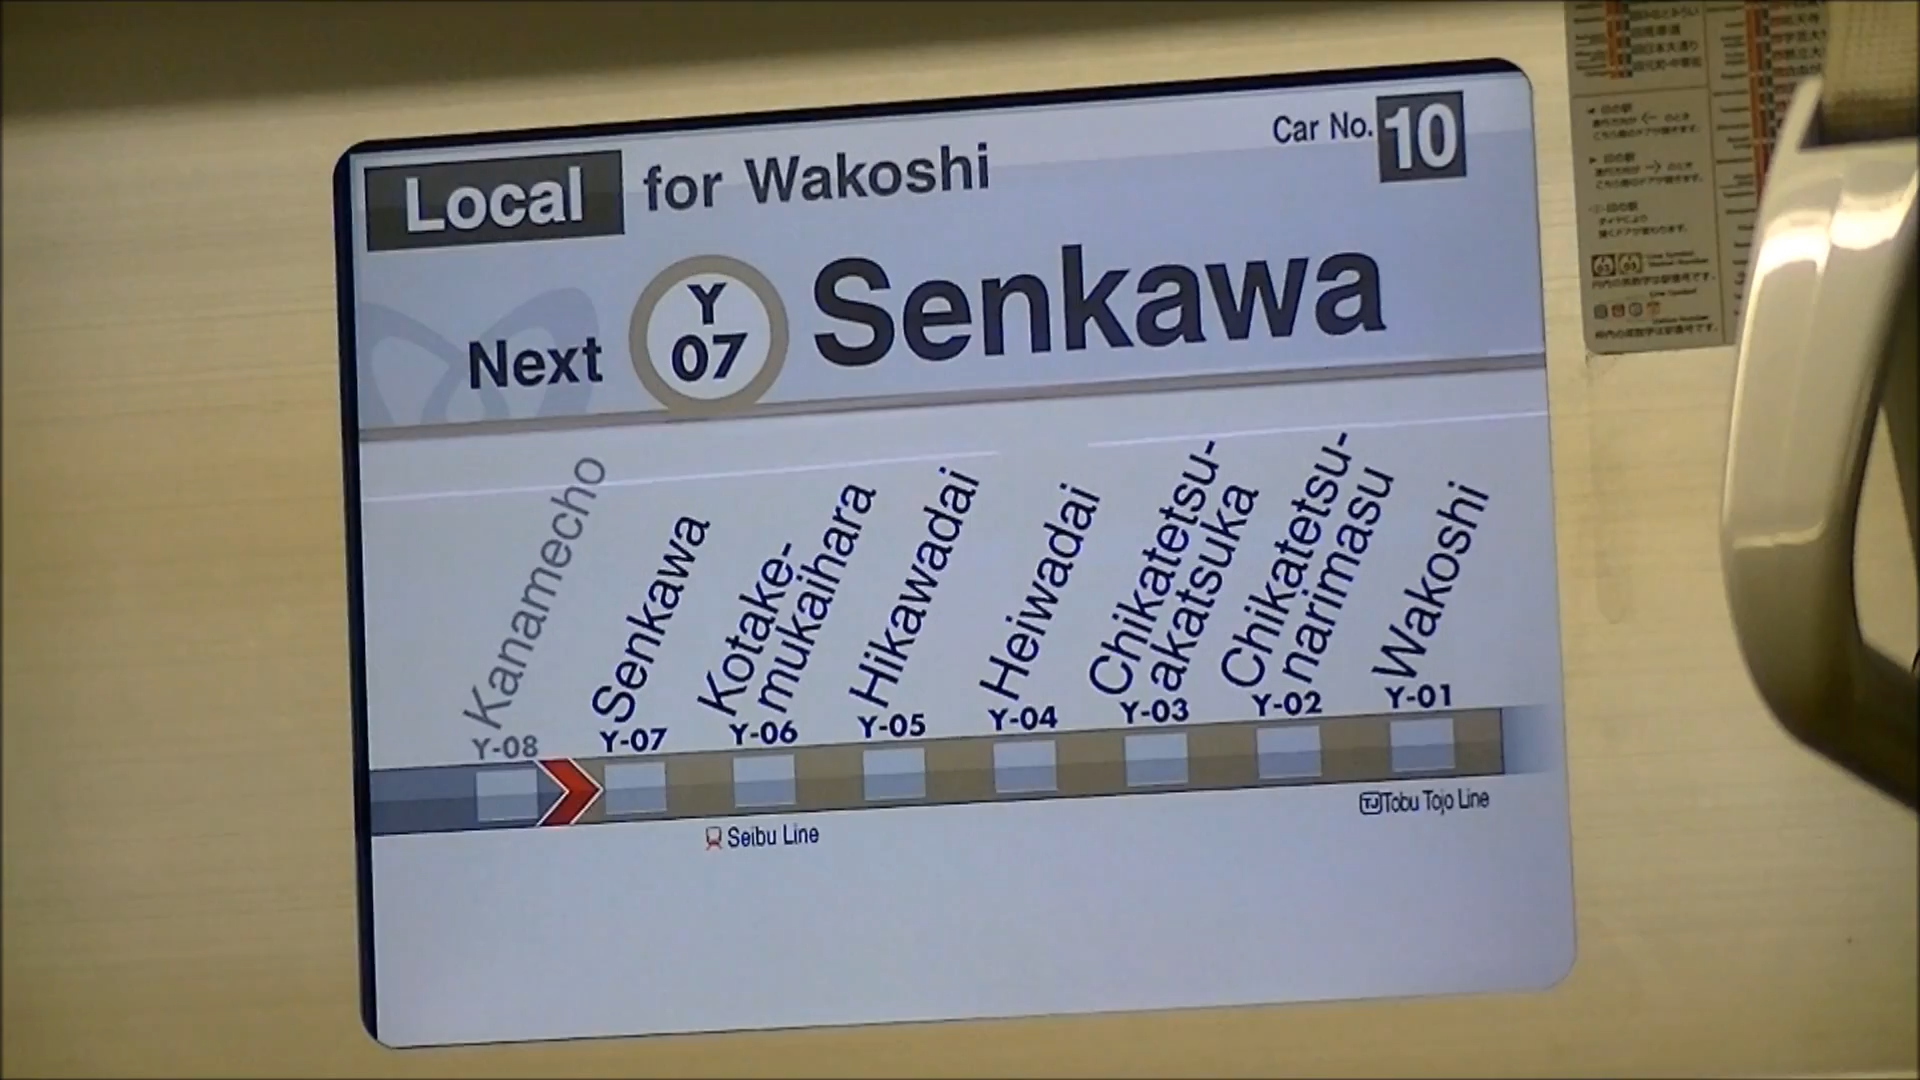 Local for Wakoshi
Car No. 10
Next Y 07 Senkawa
Kanamecho
Senkawa
Kotake-
mukaihara
Hikawadai
Heiwadai
Chikatetsu-
akatsuka
Chikatetsu-
narimasu
Wakoshi
Y-08 Y-07 Y-06 Y-05 Y-04 Y-03 Y-02 Y-01
Seibu Line
TJ Tobu Tojo Line